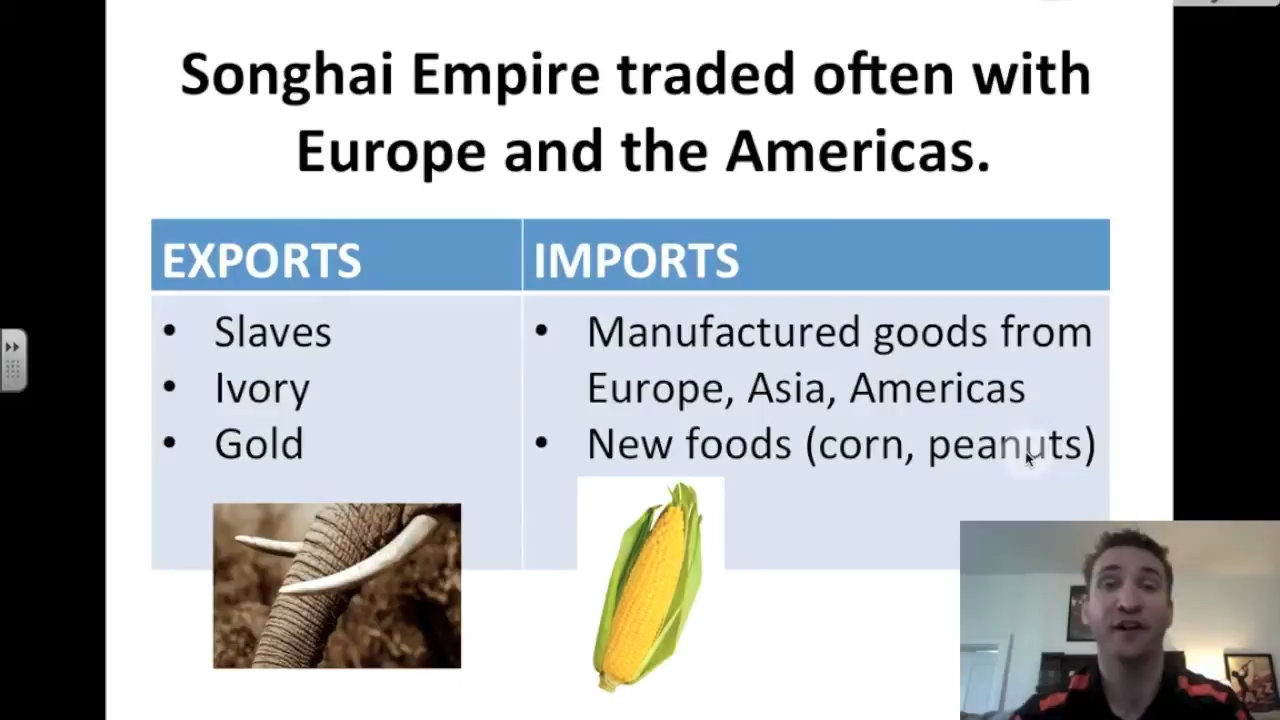 Songhai Empire traded often with
Europe and the Americas.
EXPORTS
IMPORTS
• Slaves
• Ivory
• Gold
• Manufactured goods from
Europe, Asia, Americas
• New foods (corn, peanuts)